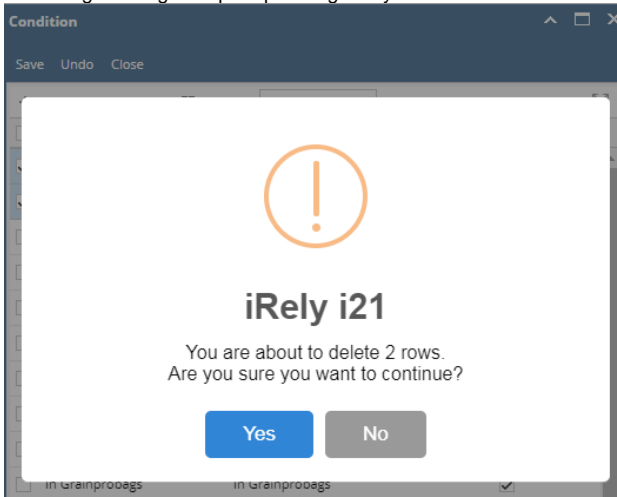 Condition
Save Undo Close
iRely i21
You are about to delete 2 rows.
Are you sure you want to continue?
Yes No
In Grainprobags In Grainprobags